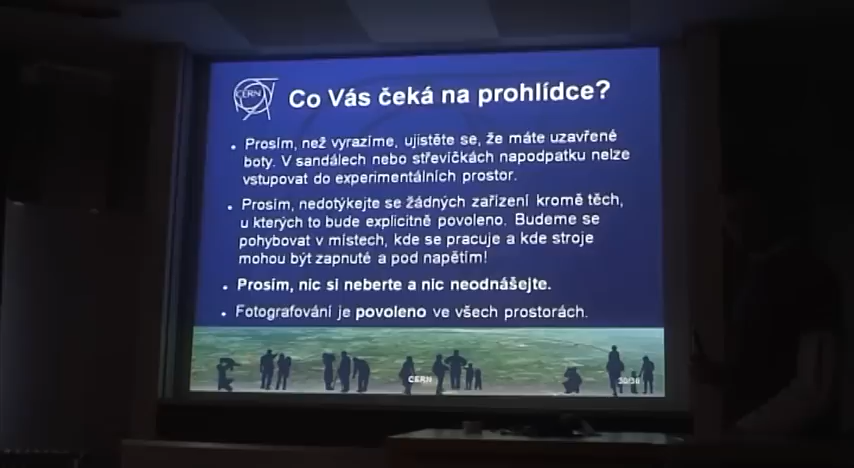 CERN
Co Vás čeká na prohlídce?
• Prosím, než vyrazíme, ujistěte se, že máte uzavřené
boty. V sandálech nebo střevíčkách napodpatku nelze
vstupovat do experimentálních prostor.
• Prosím, nedotýkejte se žádných zařízení kromě těch,
u kterých to bude explicitně povoleno. Budeme se
pohybovat v místech, kde se pracuje a kde stroje
mohou být zapnuté a pod napětím!
• Prosím, nic si neberte a nic neodnášejte.
• Fotografování je povoleno ve všech prostorách.
CERN